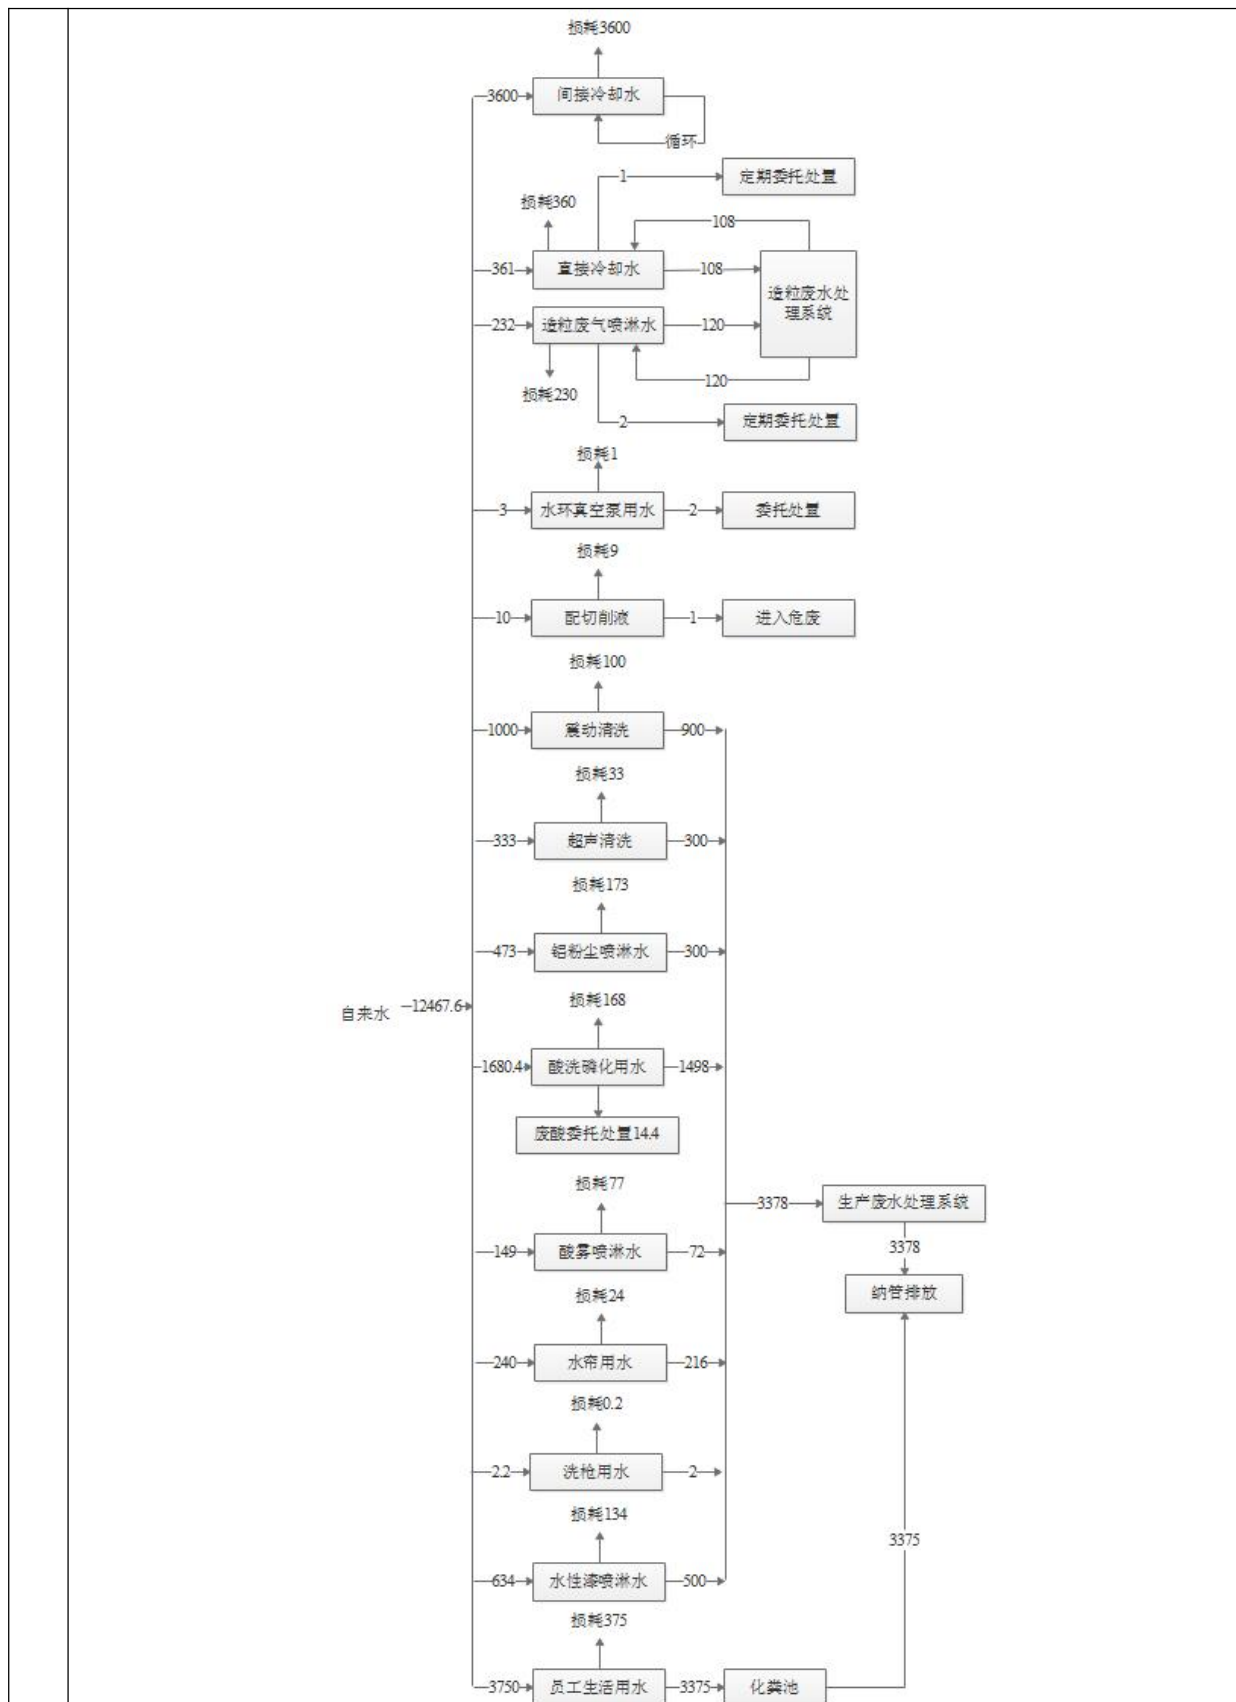 损耗3600
3600
间接冷却水
循环
1
定期委托处置
损耗360
108
361
直接冷却水
108
造粒废水处
理系统
232
造粒废气喷淋水
120
120
损耗230
2
定期委托处置
损耗1
3
水环真空泵用水
2
委托处置
损耗9
10
配切削液
1
进入危废
损耗100
1000
震动清洗
900
损耗33
333
超声清洗
300
损耗173
473
铝粉尘喷淋水
300
自来水
12467.6
损耗168
1680.4
酸洗磷化用水
1498
废酸委托处置14.4
损耗77
3378
生产废水处理系统
149
酸雾喷淋水
72
3378
损耗24
纳管排放
240
水帘用水
216
损耗0.2
2.2
洗枪用水
2
损耗134
3375
634
水性漆喷淋水
500
损耗375
3750
员工生活用水
3375
化粪池